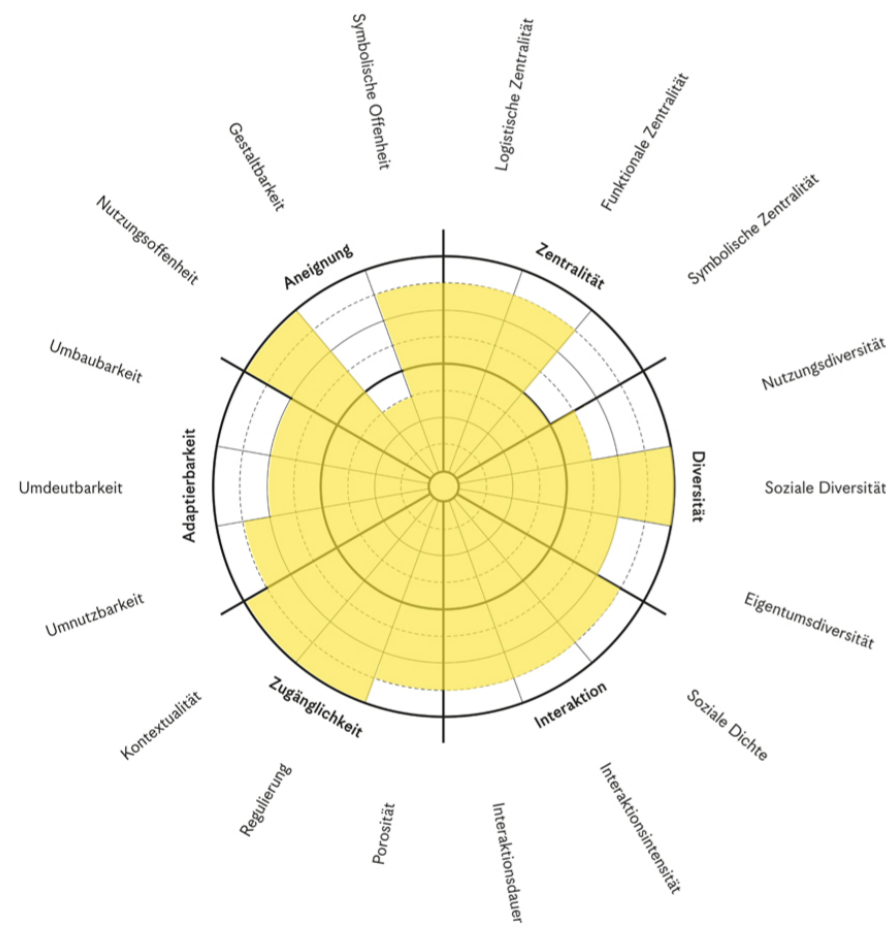 Symbolische Offenheit
Logistische Zentralität
Gestaltbarkeit
Funktionale Zentralität
Nutzungsoffenheit
Symbolische Zentralität
Aneignung
Zentralität
Umbaubarkeit
Nutzungsdiversität
Adaptierbarkeit
Diversität
Umdeutbarkeit
Soziale Diversität
Umnutzbarkeit
Eigentumsdiversität
Zugänglichkeit
Interaktion
Kontextualität
Soziale Dichte
Regulierung
Interaktionsintensität
Porosität
Interaktionsdauer